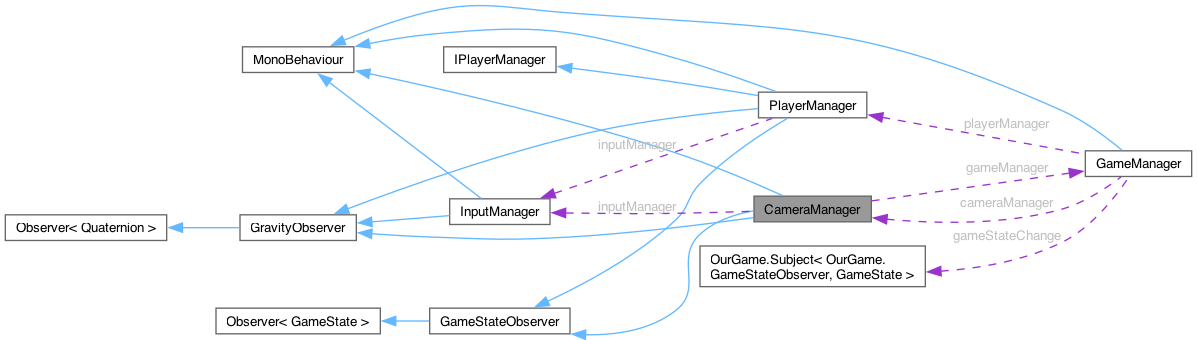 MonoBehaviour
IPlayerManager
PlayerManager
playerManager
inputManager
GameManager
gameManager
InputManager
inputManager
CameraManager
cameraManager
Observer< Quaternion >
GravityObserver
gameStateChange
OurGame.Subject< OurGame.
GameStateObserver, GameState >
Observer< GameState >
GameStateObserver